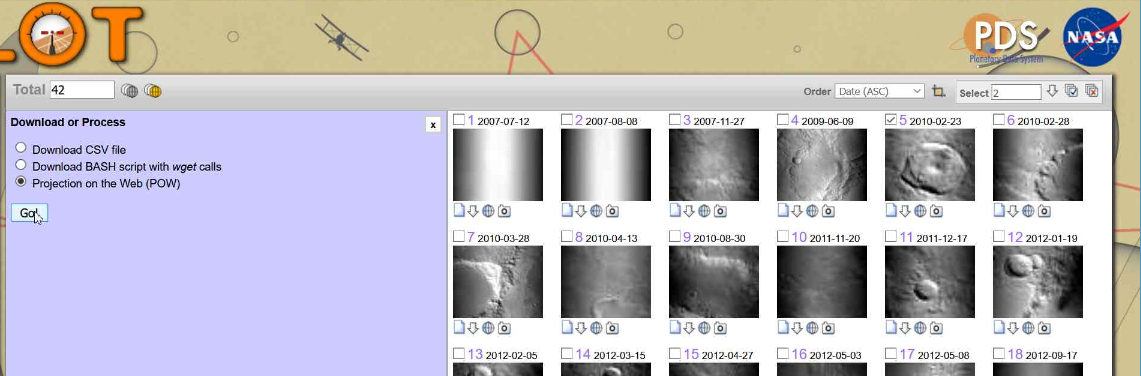 LOT
PDS
Planetary Data System
NASA
Total 42
Order Date (ASC)
Select 2
Download or Process
x
Download CSV file
Download BASH script with wget calls
Projection on the Web (POW)
Go!
1 2007-07-12
2 2007-08-08
3 2007-11-27
4 2009-06-09
5 2010-02-23
6 2010-02-28
7 2010-03-28
8 2010-04-13
9 2010-08-30
10 2011-11-20
11 2011-12-17
12 2012-01-19
13 2012-02-05
14 2012-03-15
15 2012-04-27
16 2012-05-03
17 2012-05-08
18 2012-09-17